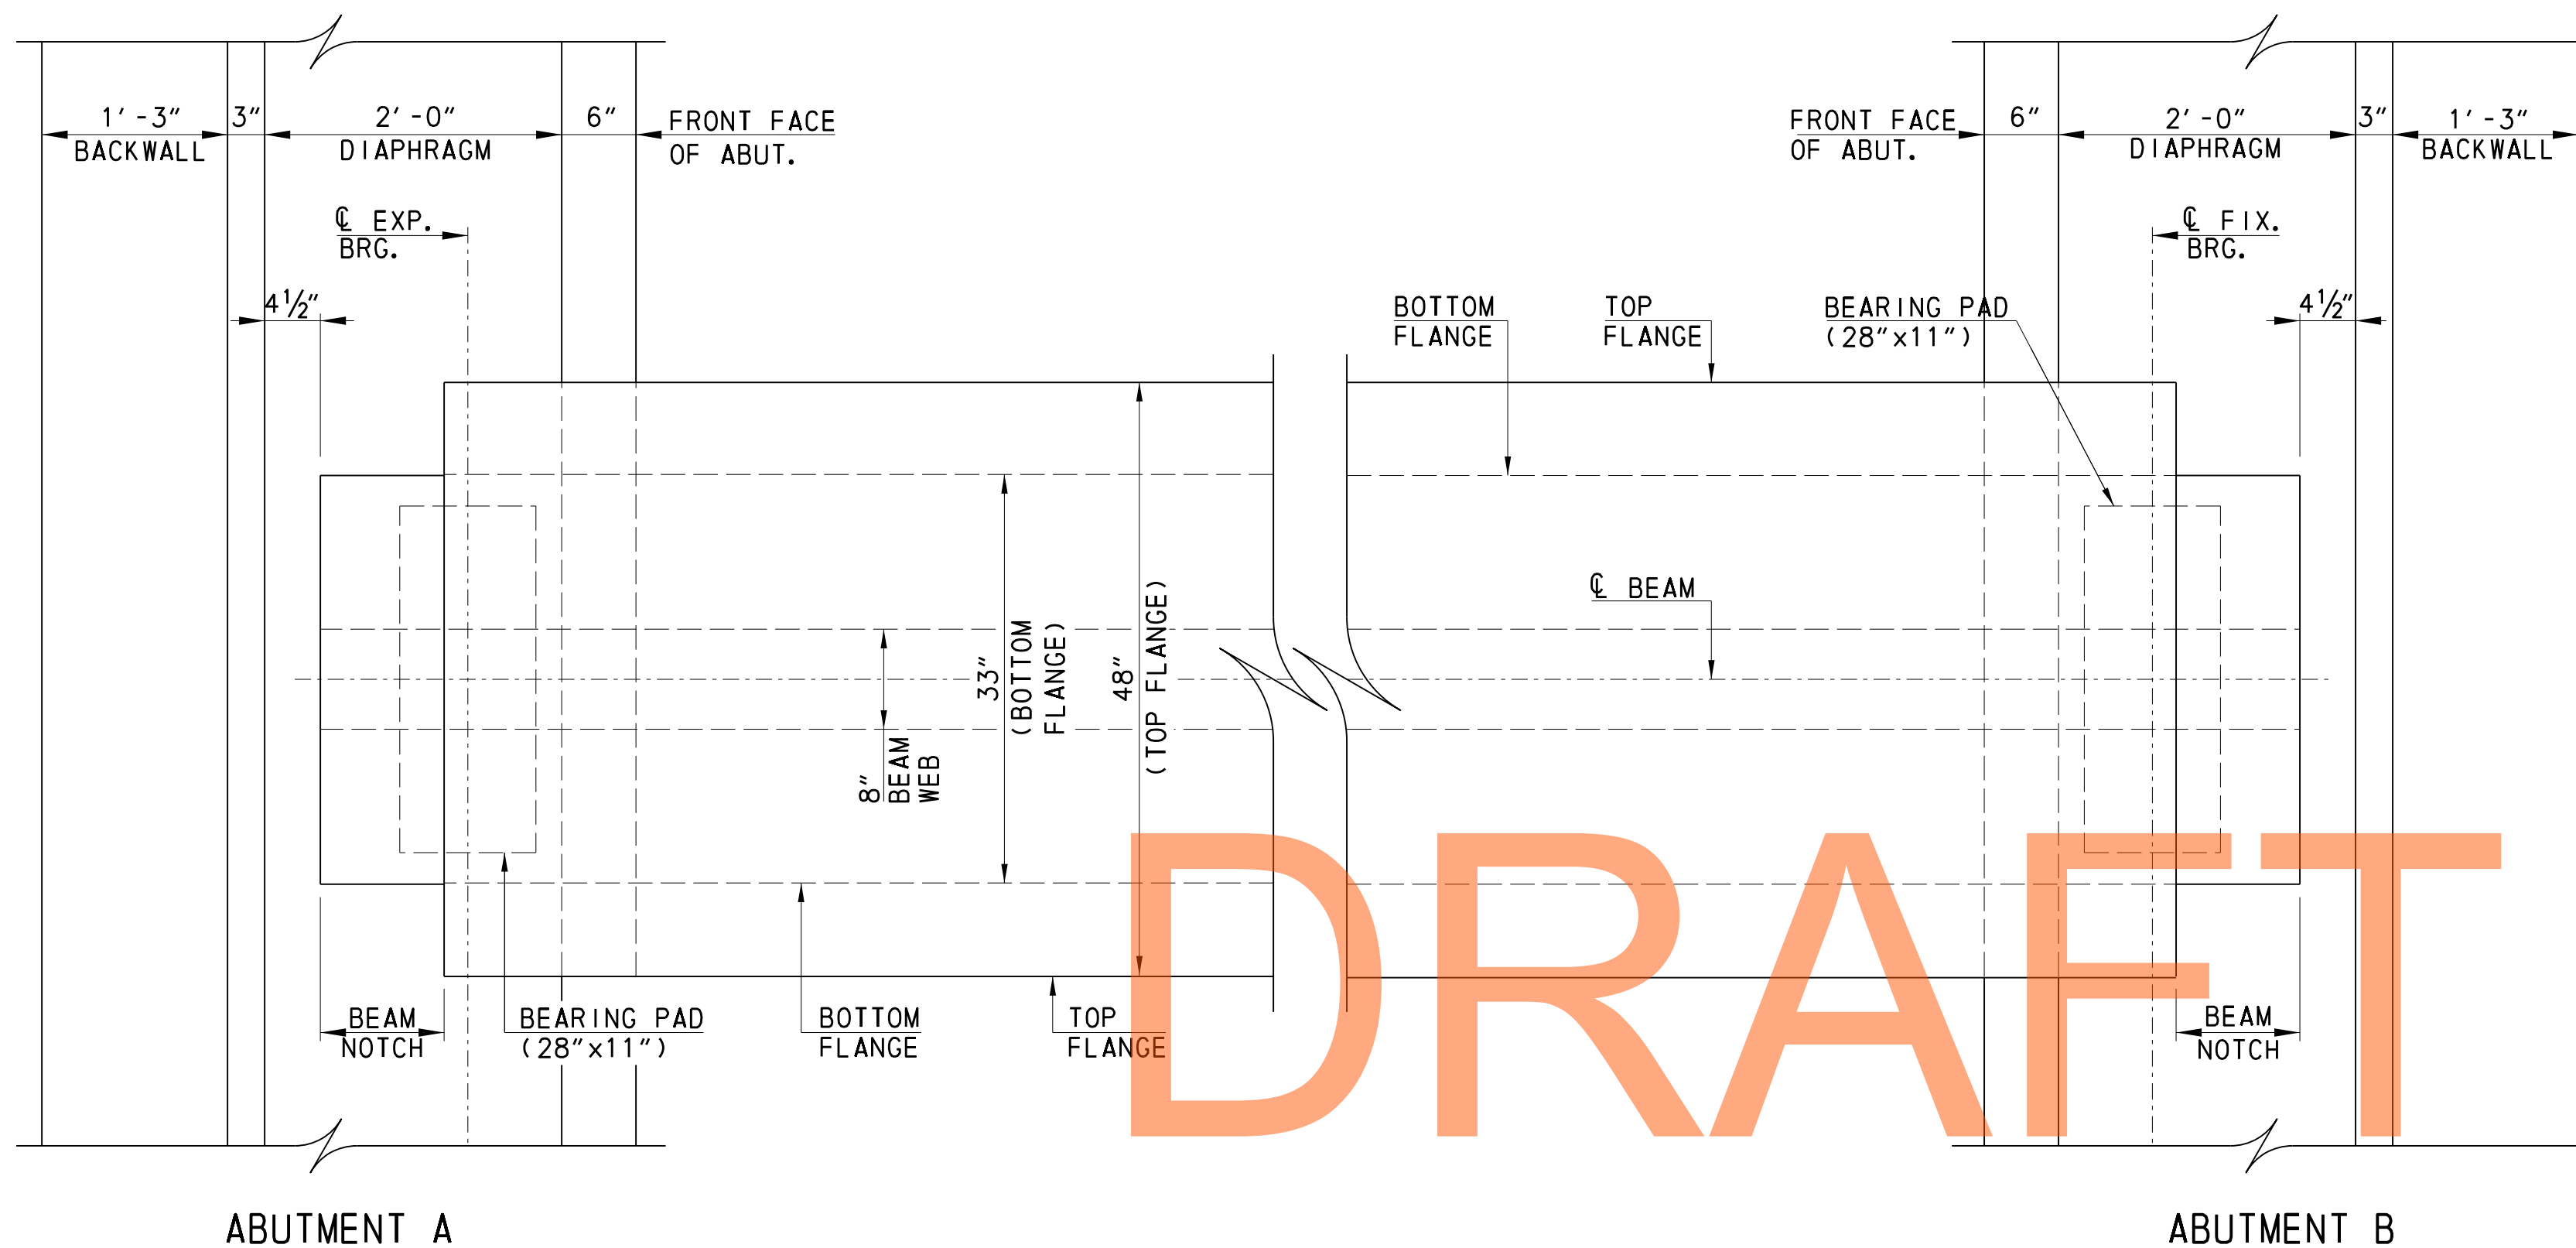 1'-3"
BACKWALL
3"
2'-0"
DIAPHRAGM
6"
FRONT FACE
OF ABUT.
FRONT FACE
OF ABUT.
6"
2'-0"
DIAPHRAGM
3"
1'-3"
BACKWALL
℄ EXP.
BRG.
℄ FIX.
BRG.
4½"
BOTTOM
FLANGE
TOP
FLANGE
BEARING PAD
(28"x11")
4½"
℄ BEAM
33"
(BOTTOM
FLANGE)
48"
(TOP FLANGE)
8"
BEAM
WEB
BEAM
NOTCH
BEARING PAD
(28"x11")
BOTTOM
FLANGE
TOP
FLANGE
BEAM
NOTCH
DRAFT
ABUTMENT A
ABUTMENT B